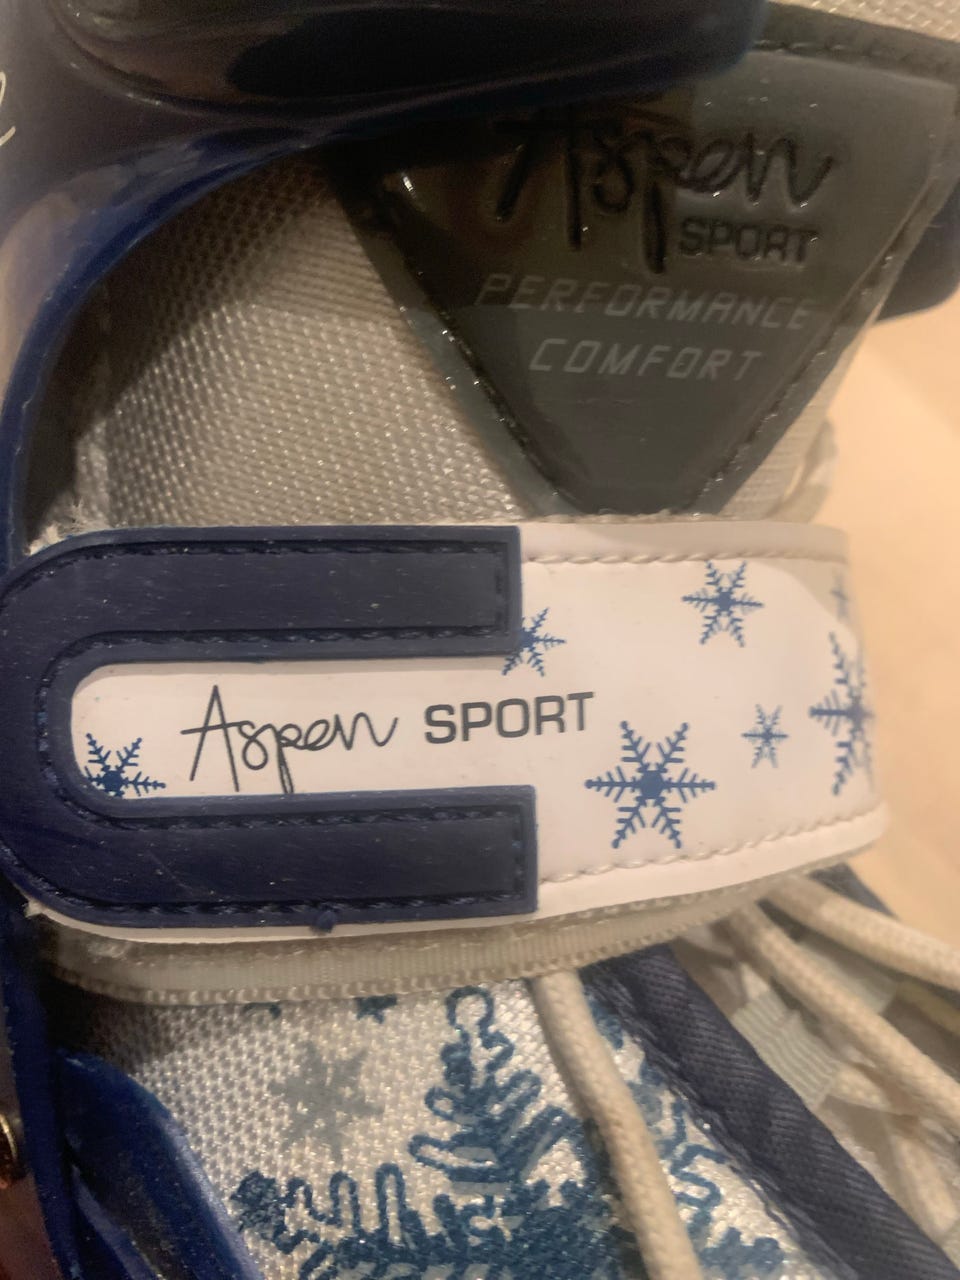 Aspen
SPORT
PERFORMANCE
COMFORT
Aspen SPORT